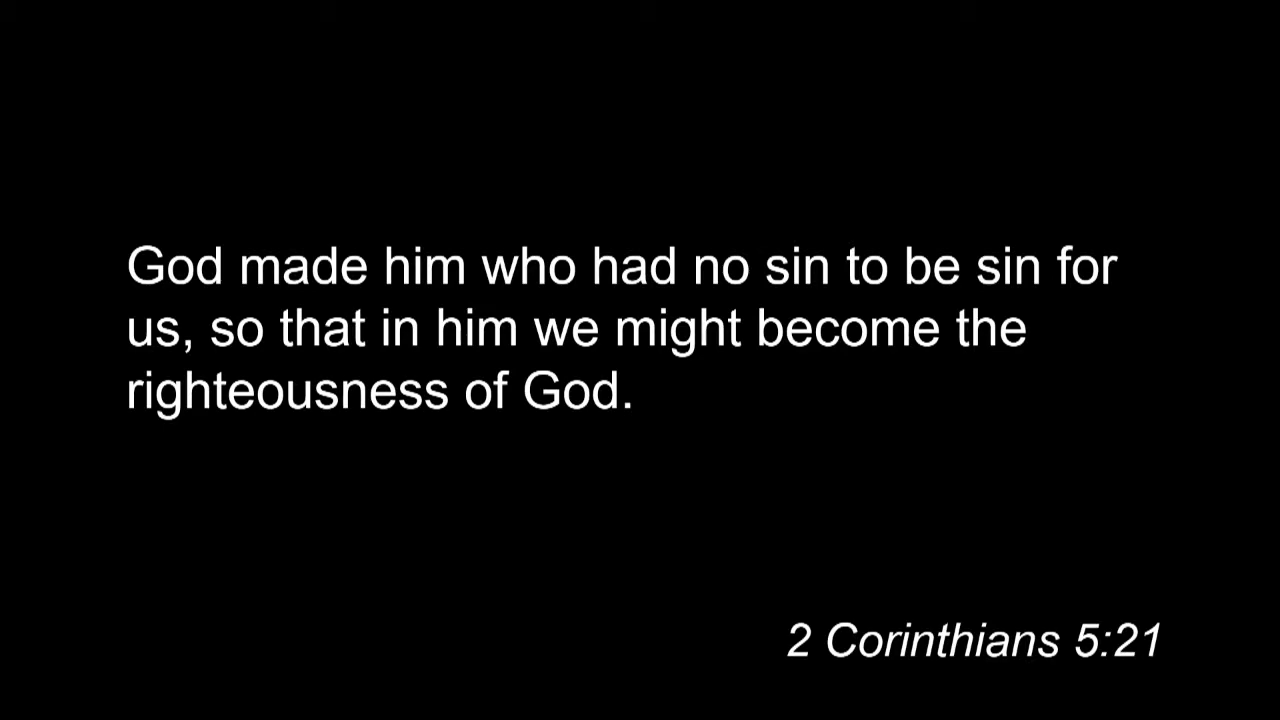 God made him who had no sin to be sin for
us, so that in him we might become the
righteousness of God.
2 Corinthians 5:21